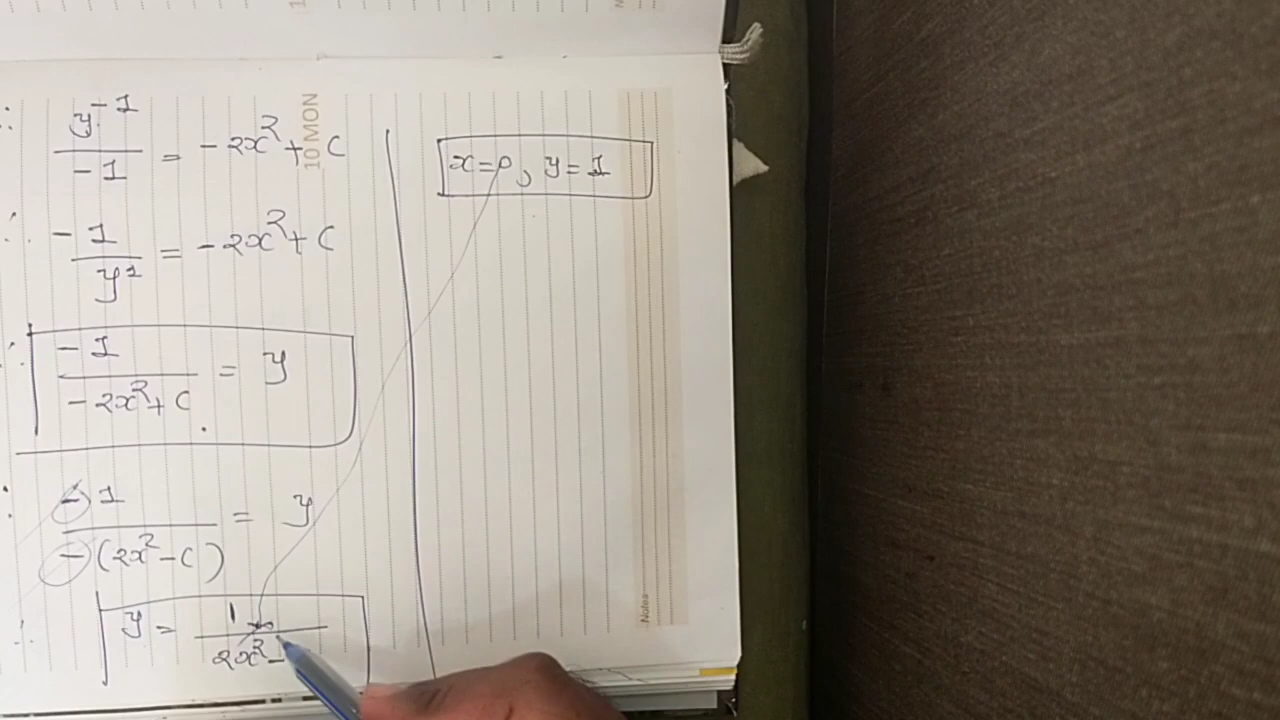 ∴ y^-1 / -1 = -2x^2 + C
∴ -1 / y^1 = -2x^2 + C
∴ -1 / -2x^2 + C = y
∴ -1 / -(2x^2 - C) = y
∴ y = 1 / 2x^2 -
x=0, y=1
10 MON
Notes